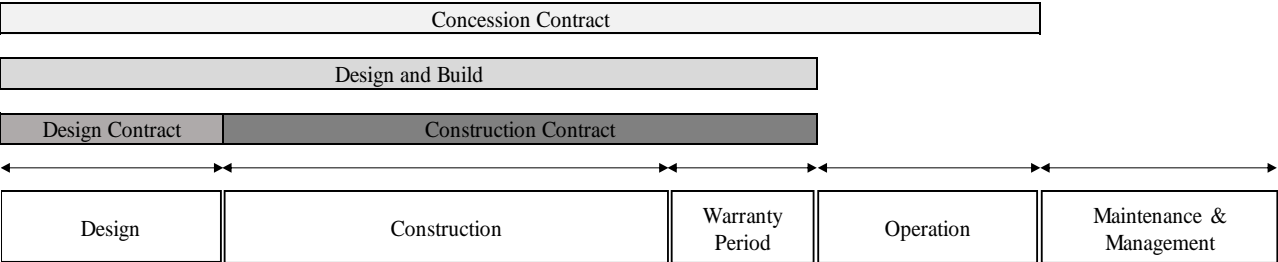 Concession Contract
Design and Build
Design Contract
Construction Contract
Design
Construction
Warranty
Period
Operation
Maintenance &
Management